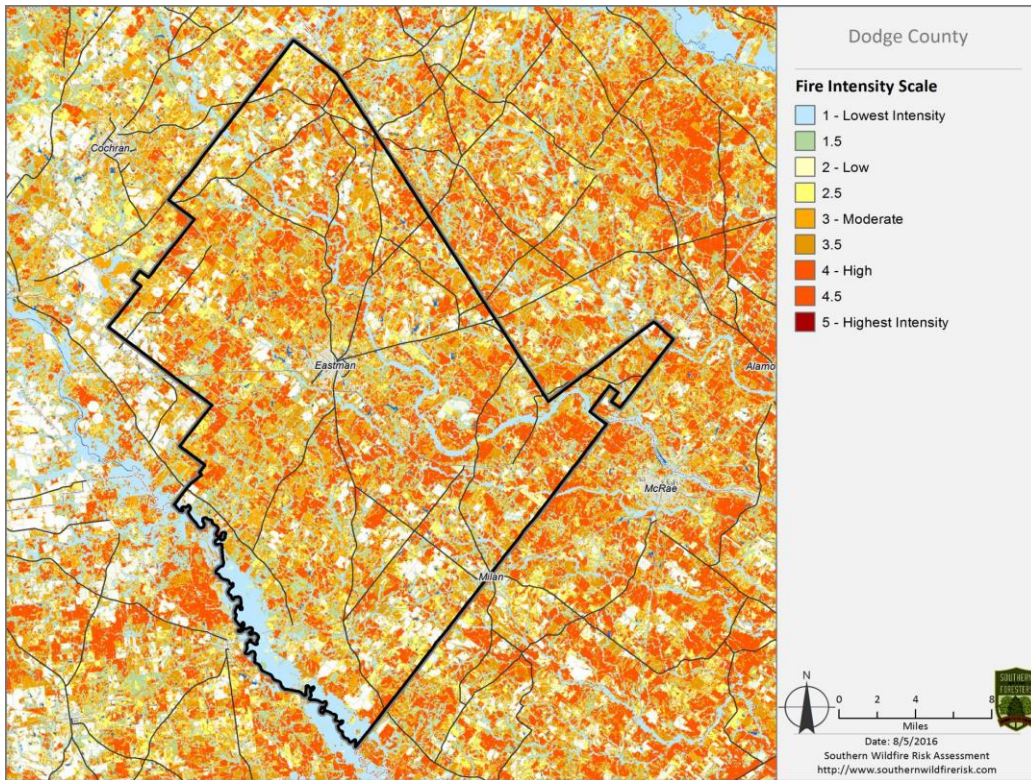 Dodge County
Fire Intensity Scale
1 - Lowest Intensity
1.5
2 - Low
2.5
3 - Moderate
3.5
4 - High
4.5
5 - Highest Intensity
Cochran
Eastman
Alamo
McRae
Milan
N
0 2 4 8
Miles
Date: 8/5/2016
Southern Wildfire Risk Assessment
http://www.southernwildfirerisk.com
SOUTHERN
FORESTERS